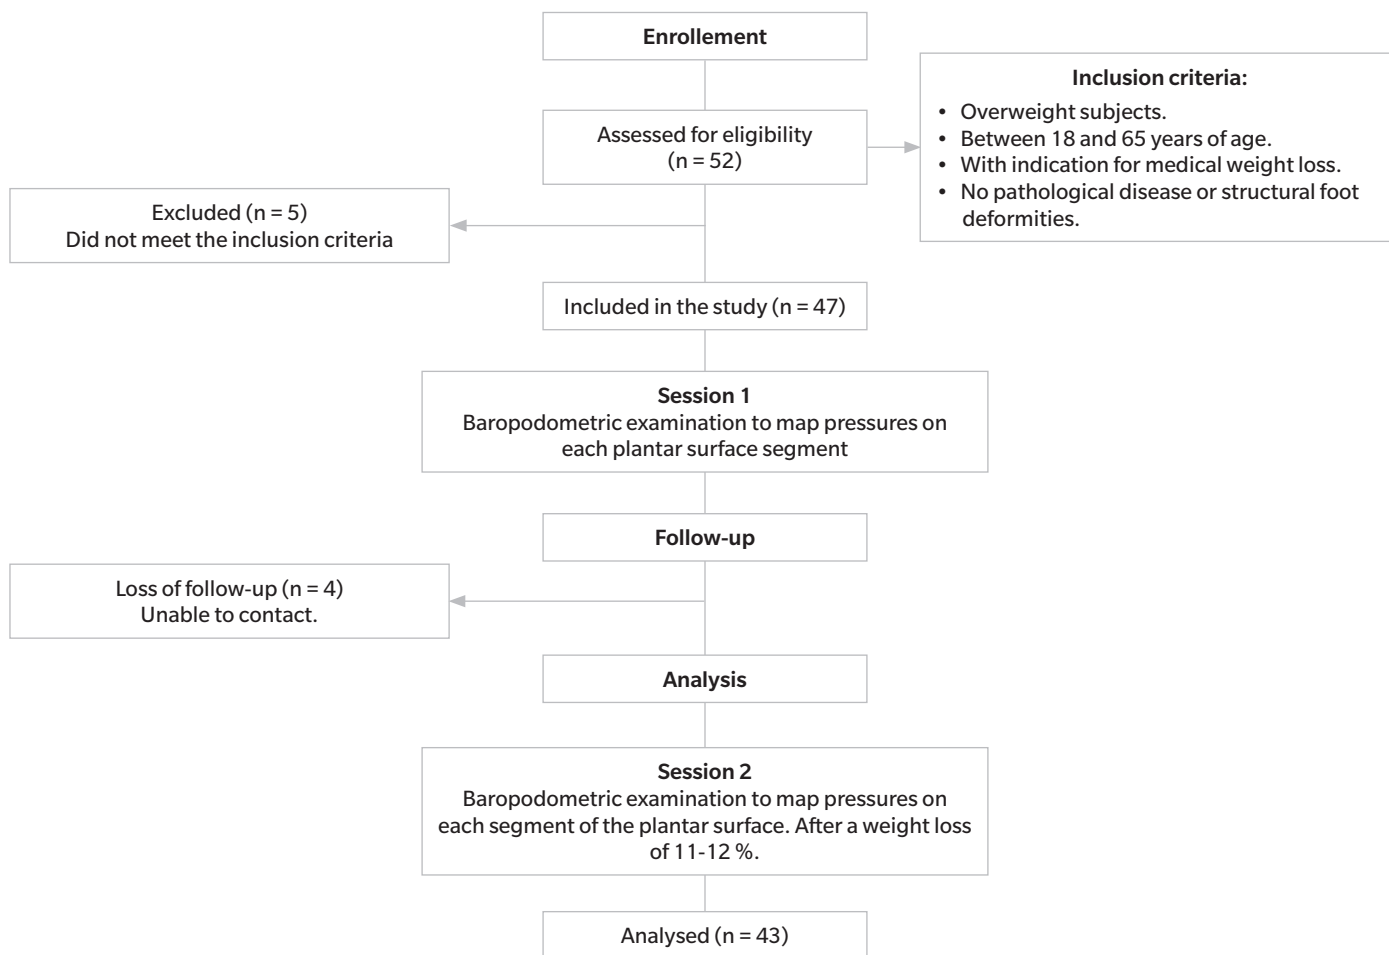 Enrollement
Assessed for eligibility
(n = 52)
Inclusion criteria:
• Overweight subjects.
• Between 18 and 65 years of age.
• With indication for medical weight loss.
• No pathological disease or structural foot
deformities.
Excluded (n = 5)
Did not meet the inclusion criteria
Included in the study (n = 47)
Session 1
Baropodometric examination to map pressures on
each plantar surface segment
Follow-up
Loss of follow-up (n = 4)
Unable to contact.
Analysis
Session 2
Baropodometric examination to map pressures on
each segment of the plantar surface. After a weight loss
of 11-12 %.
Analysed (n = 43)